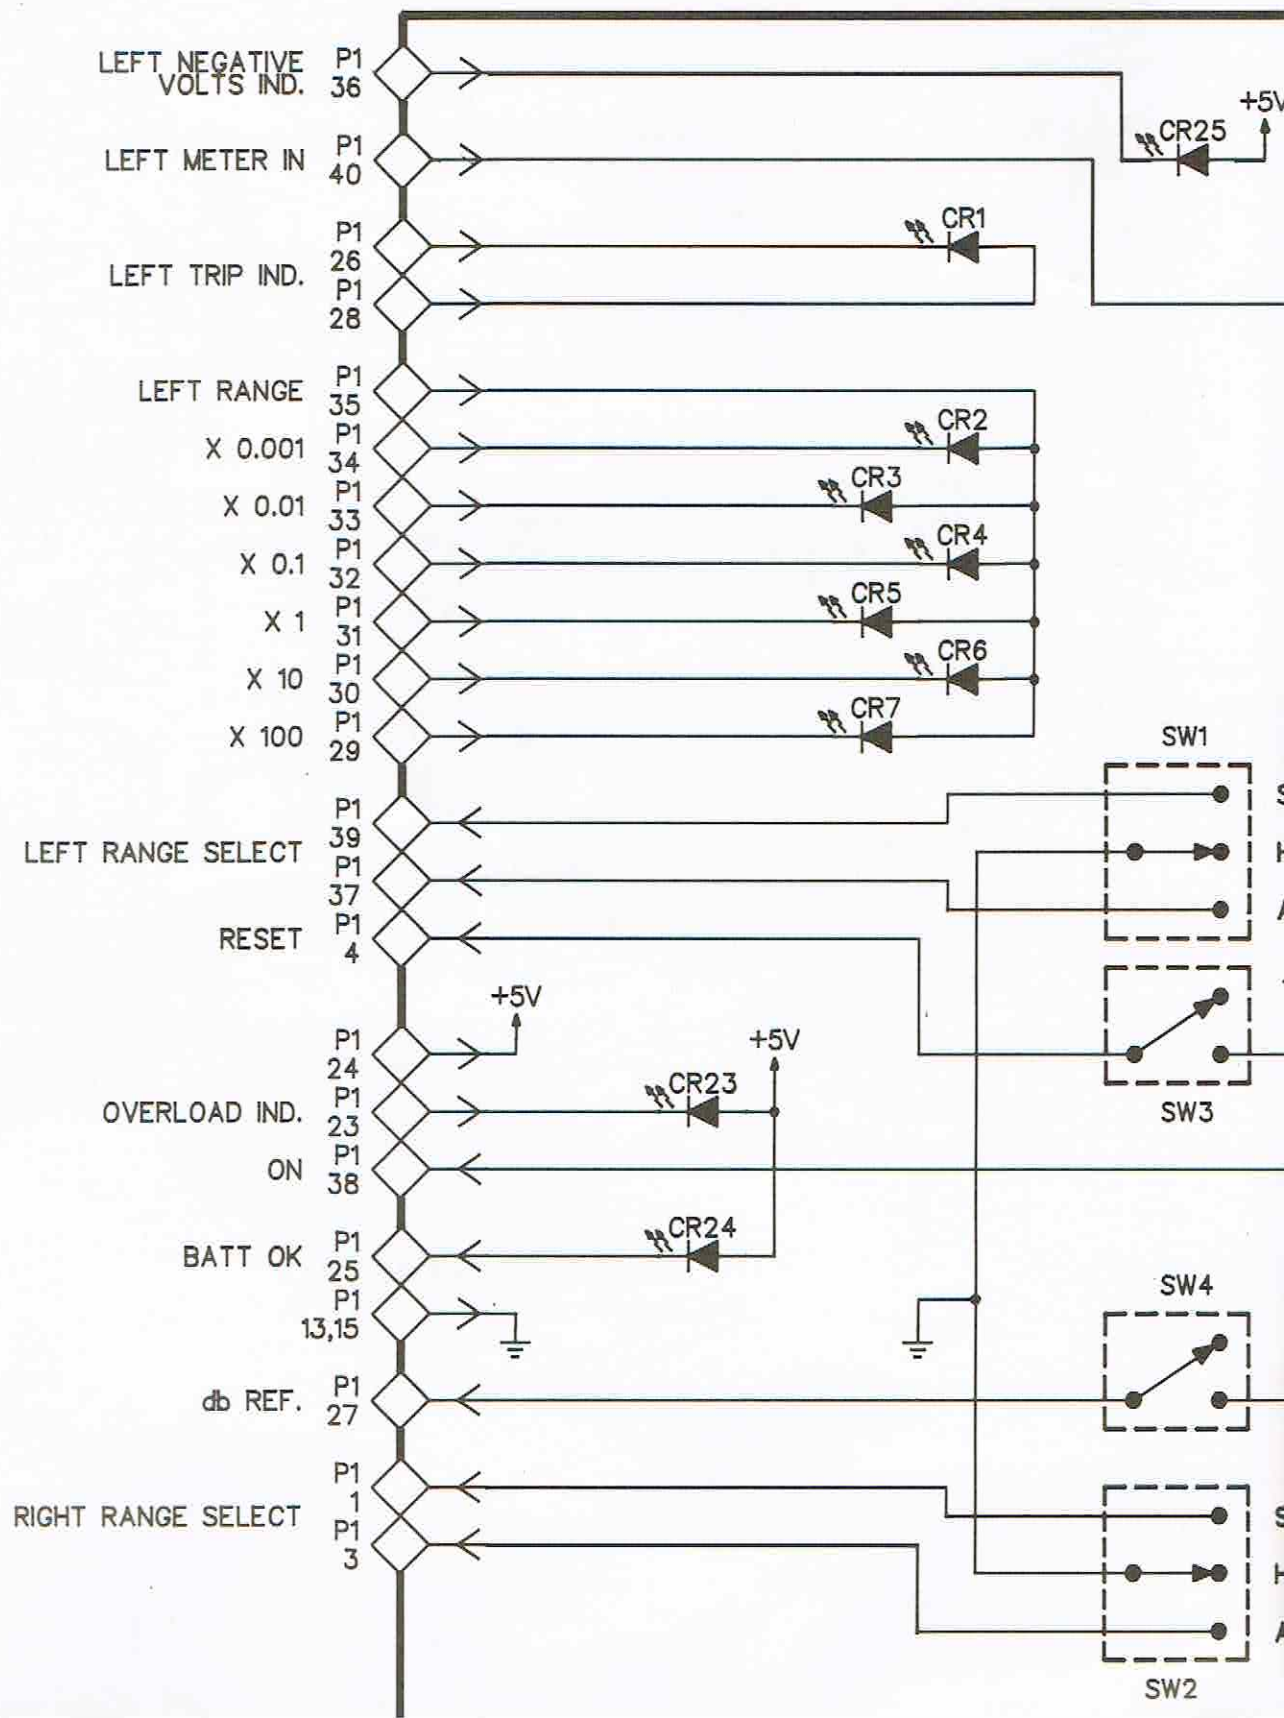 LEFT NEGATIVE
VOLTS IND.
P1
36
+5V
CR25
LEFT METER IN
P1
40
CR1
P1
26
LEFT TRIP IND.
P1
28
LEFT RANGE
P1
35
CR2
X 0.001
P1
34
CR3
X 0.01
P1
33
CR4
X 0.1
P1
32
CR5
X 1
P1
31
CR6
X 10
P1
30
CR7
X 100
P1
29
SW1
S
P1
39
LEFT RANGE SELECT
H
P1
37
A
RESET
P1
4
+5V
P1
24
+5V
SW3
CR23
OVERLOAD IND.
P1
23
ON
P1
38
CR24
BATT OK
P1
25
SW4
P1
13,15
db REF.
P1
27
P1
1
RIGHT RANGE SELECT
S
P1
3
H
A
SW2